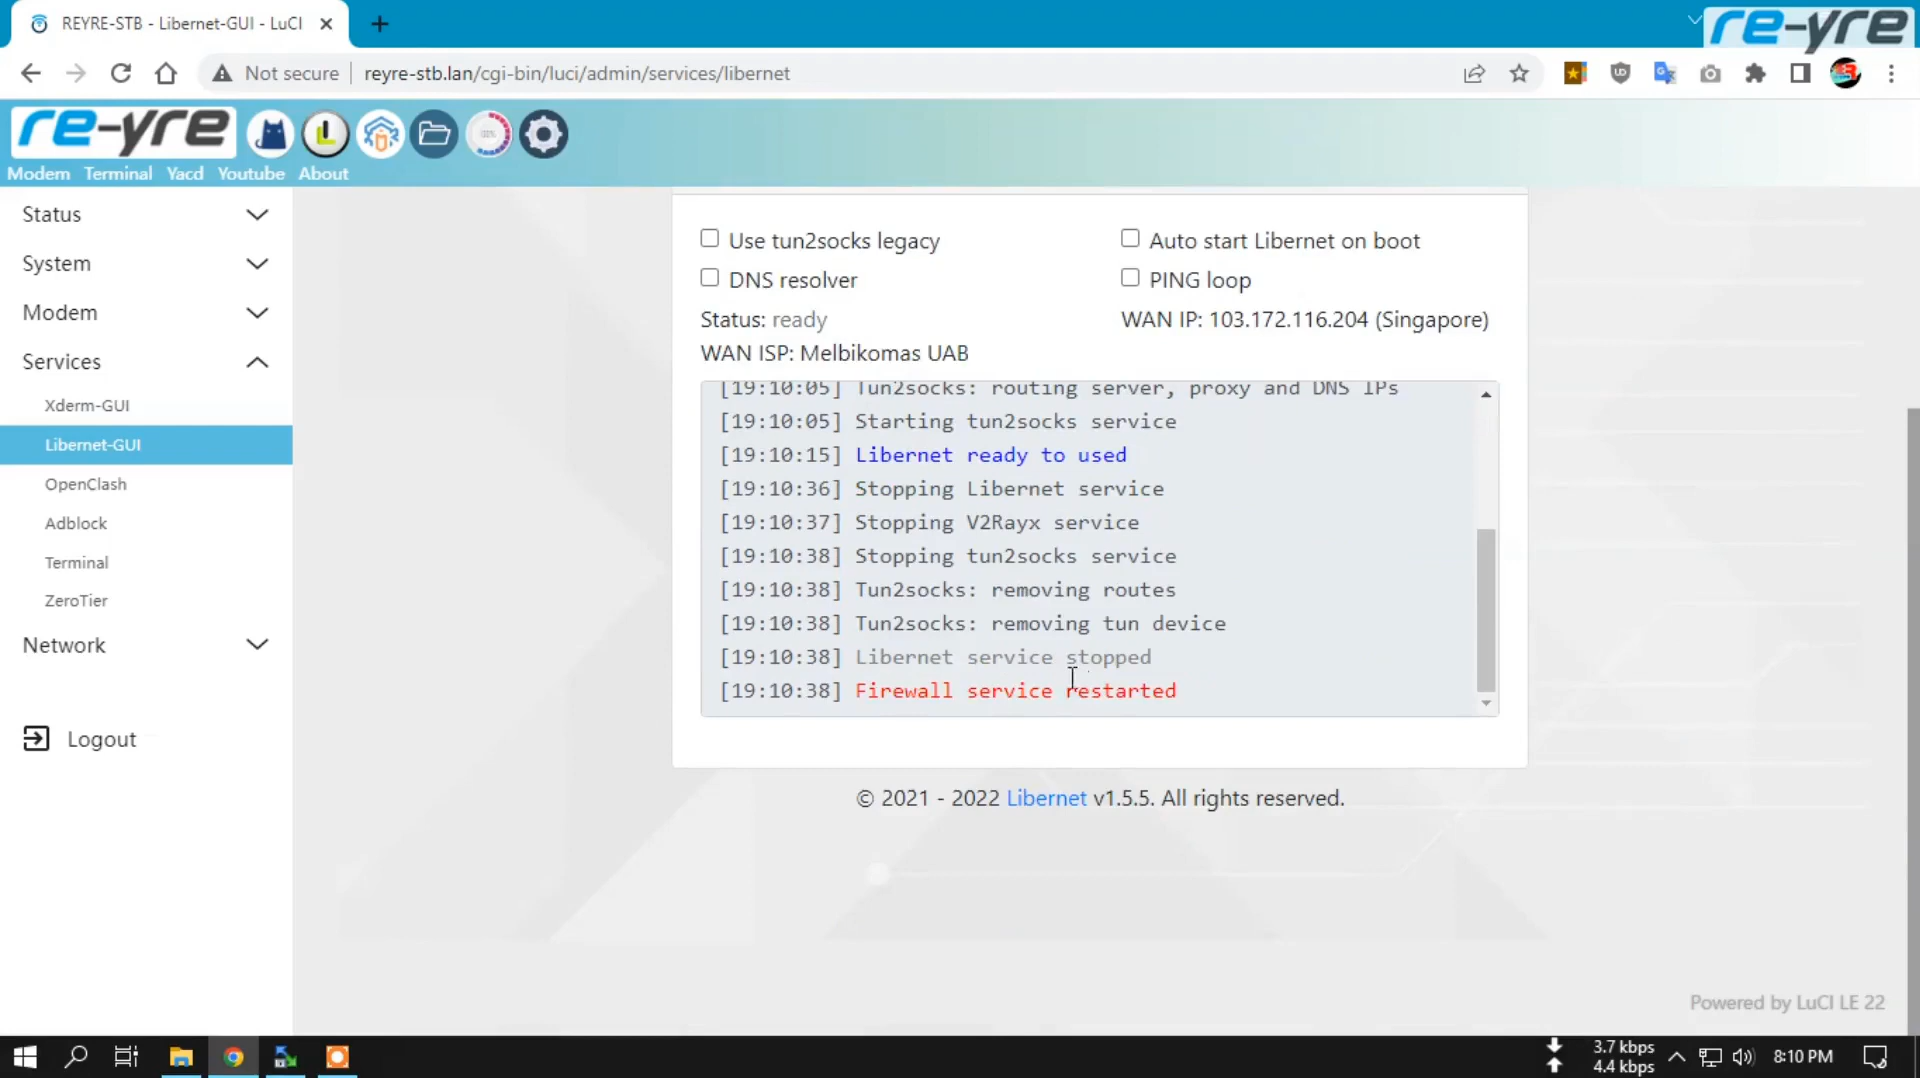 REYRE-STB - Libernet-GUI - LuCI
re-yre
Not secure
reyre-stb.lan/cgi-bin/luci/admin/services/libernet
re-yre
Modem
Terminal
Yacd
Youtube
About
Status
System
Modem
Services
Xderm-GUI
Libernet-GUI
OpenClash
Adblock
Terminal
ZeroTier
Network
Logout
Use tun2socks legacy
Auto start Libernet on boot
DNS resolver
PING loop
Status: ready
WAN IP: 103.172.116.204 (Singapore)
WAN ISP: Melbikomas UAB
[19:10:05] Tun2socks: routing server, proxy and DNS IPs
[19:10:05] Starting tun2socks service
[19:10:15] Libernet ready to used
[19:10:36] Stopping Libernet service
[19:10:37] Stopping V2Rayx service
[19:10:38] Stopping tun2socks service
[19:10:38] Tun2socks: removing routes
[19:10:38] Tun2socks: removing tun device
[19:10:38] Libernet service stopped
[19:10:38] Firewall service restarted
© 2021 - 2022 Libernet v1.5.5. All rights reserved.
Powered by LuCI LE 22
3.7 kbps
4.4 kbps
8:10 PM